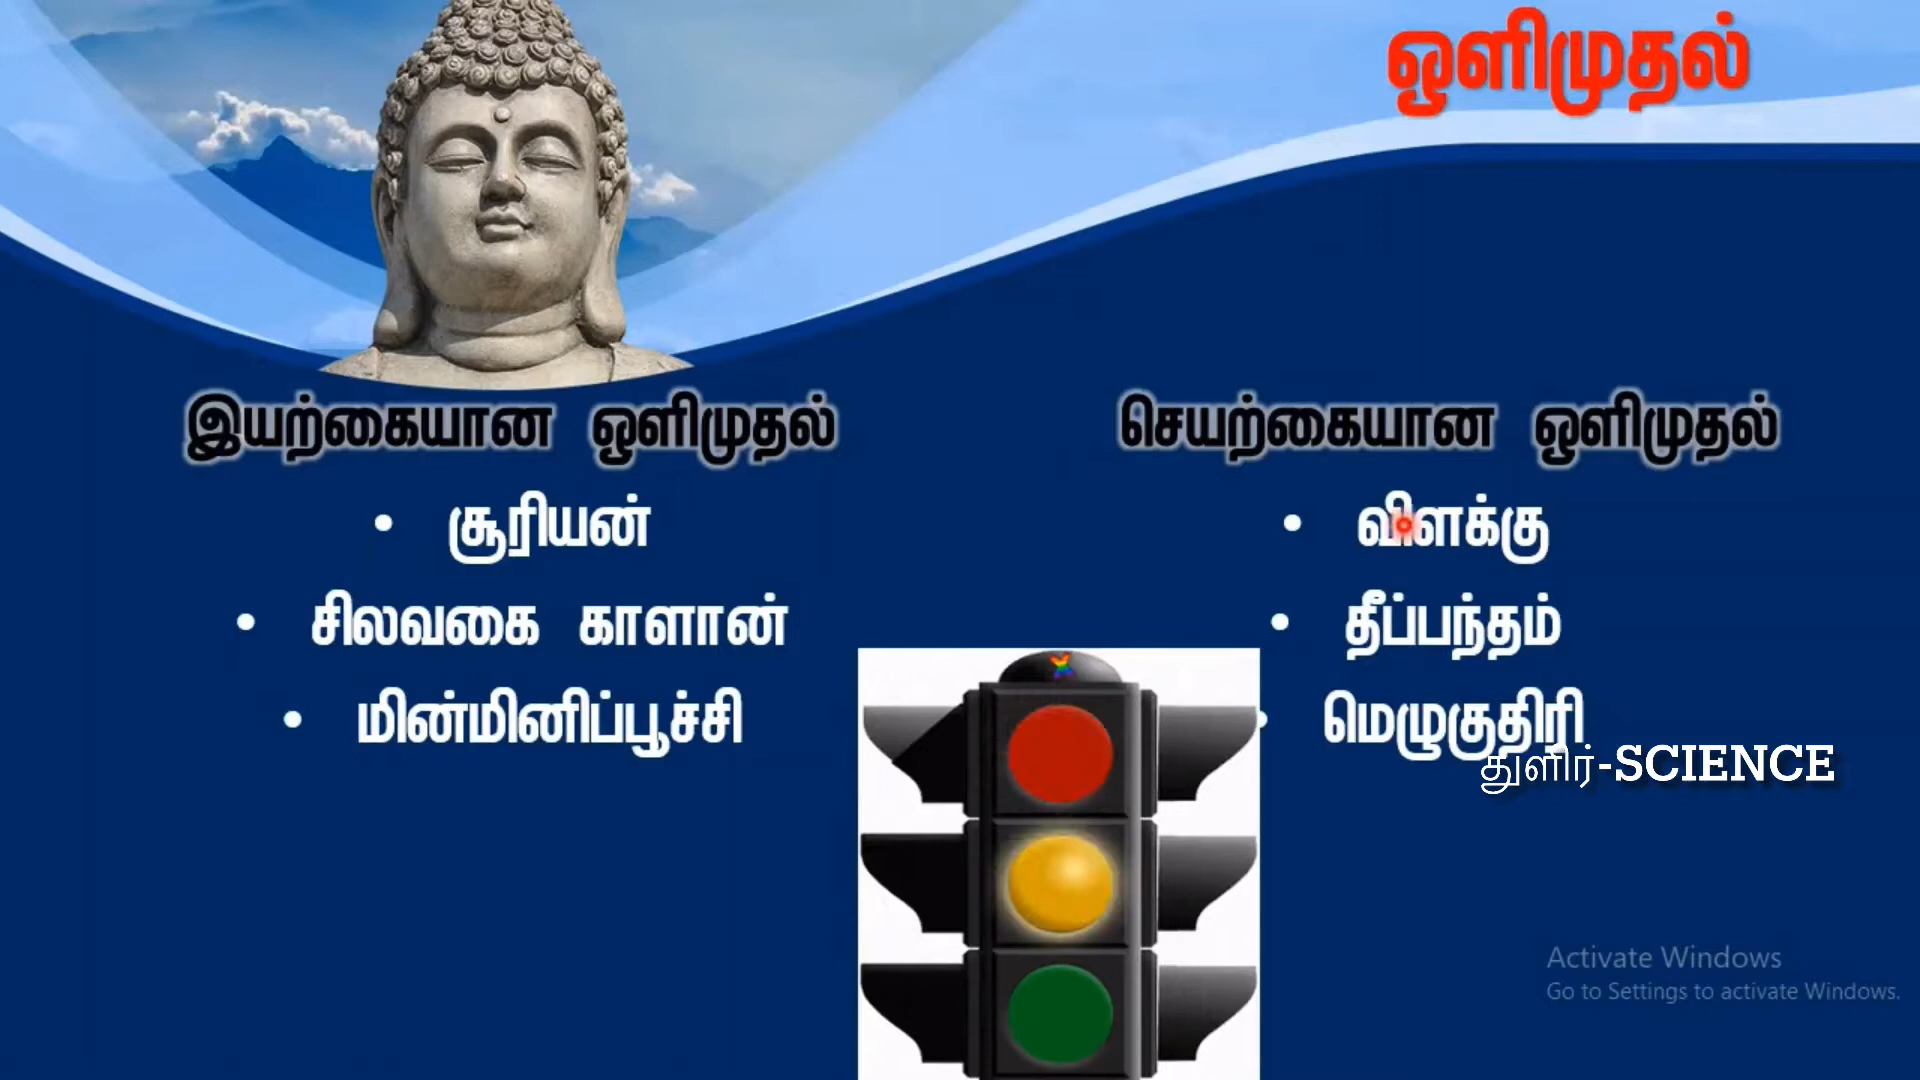 ஒளிமுதல்
இயற்கையான ஒளிமுதல்
• சூரியன்
• சிலவகை காளான்
• மின்மினிப்பூச்சி
செயற்கையான ஒளிமுதல்
• விளக்கு
• தீப்பந்தம்
• மெழுகுதிரி
துளிர்-SCIENCE
Activate Windows
Go to Settings to activate Windows.